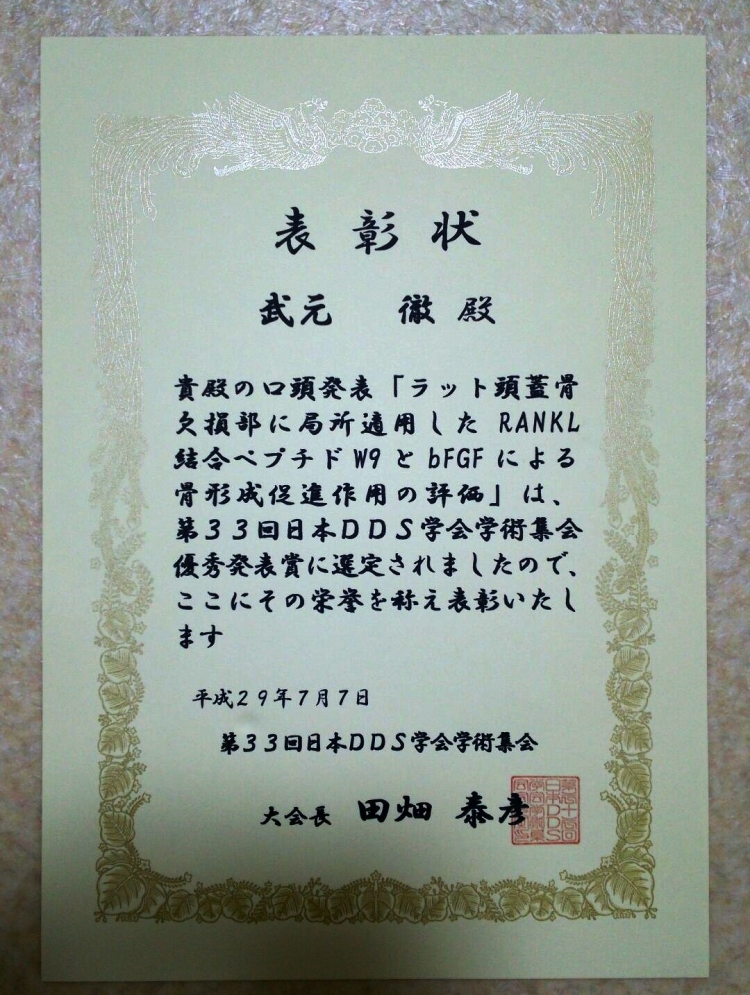 表彰状
武元 徹 殿
貴殿の口頭発表「ラット頭蓋骨
欠損部に局所適用した RANKL
結合ペプチド W9 と bFGF による
骨形成促進作用の評価」は、
第33回日本DDS学会学術集会
優秀発表賞に選定されましたので、
ここにその栄誉を称え表彰いたし
ます
平成29年7月7日
第33回日本DDS学会学術集会
大会長 田畑 泰彦